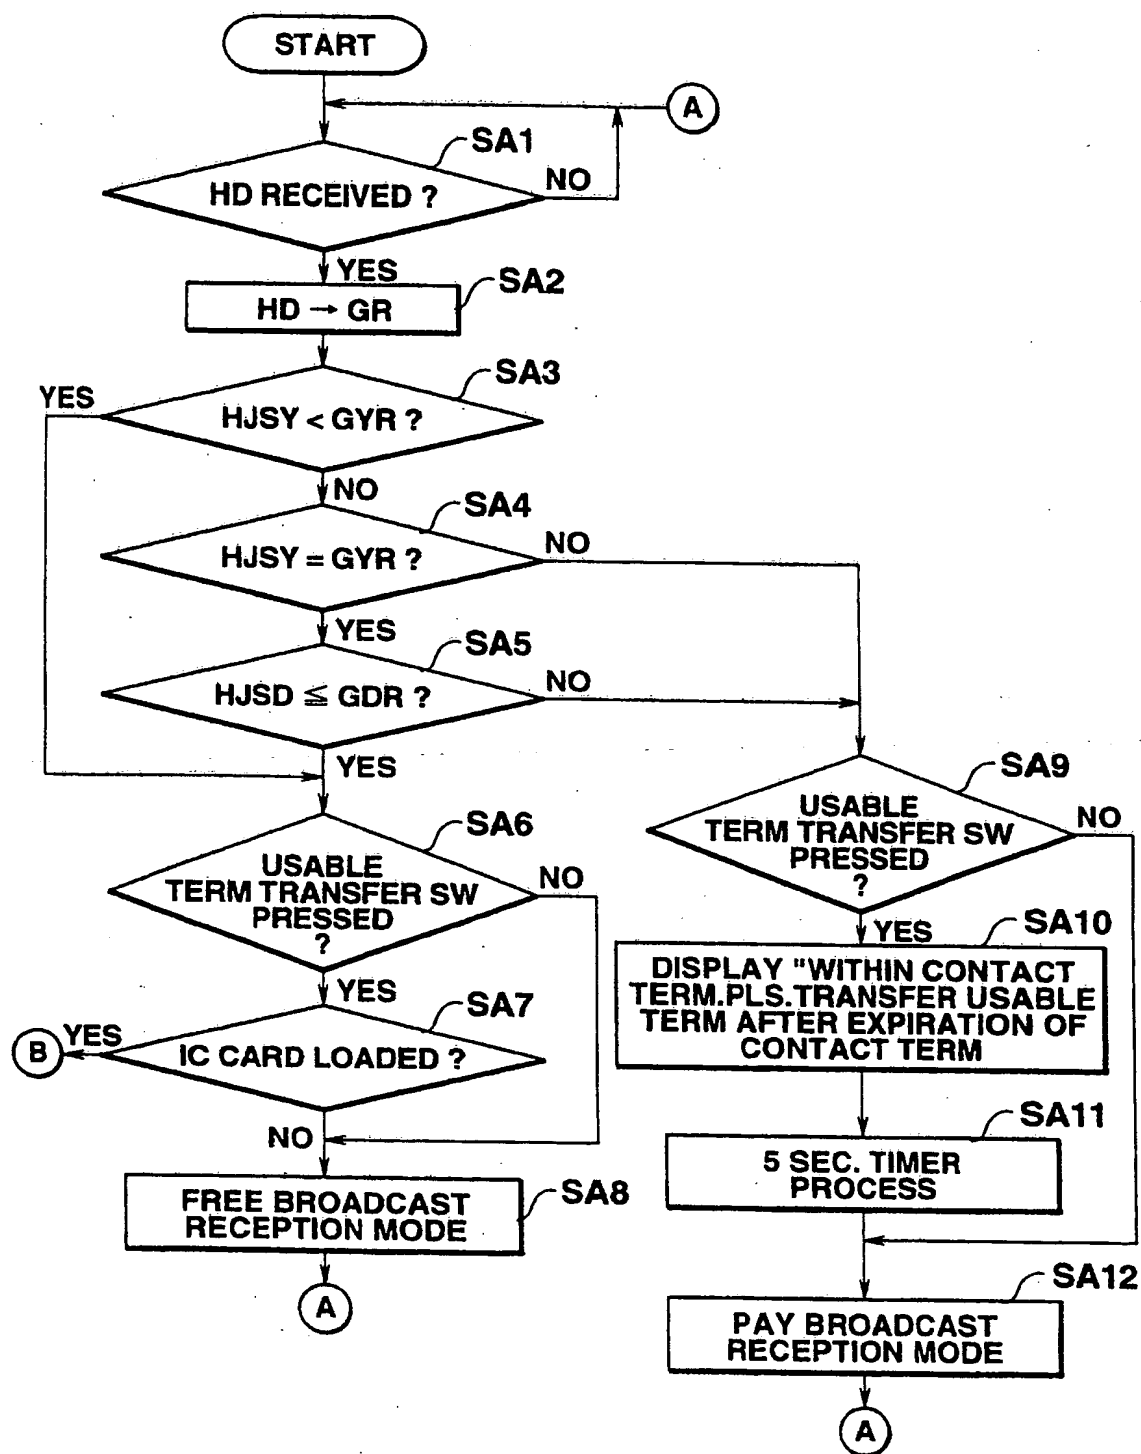 START
A
SA1
HD RECEIVED ?
NO
YES
SA2
HD → GR
SA3
YES
HJSY < GYR ?
NO
SA4
HJSY = GYR ?
NO
YES
SA5
HJSD ≦ GDR ?
NO
YES
SA6
USABLE
TERM TRANSFER SW
PRESSED
?
NO
YES
SA7
B
YES
IC CARD LOADED ?
NO
SA8
FREE BROADCAST
RECEPTION MODE
A
SA9
USABLE
TERM TRANSFER SW
PRESSED
?
NO
YES
SA10
DISPLAY "WITHIN CONTACT
TERM.PLS.TRANSFER USABLE
TERM AFTER EXPIRATION OF
CONTACT TERM
SA11
5 SEC. TIMER
PROCESS
SA12
PAY BROADCAST
RECEPTION MODE
A